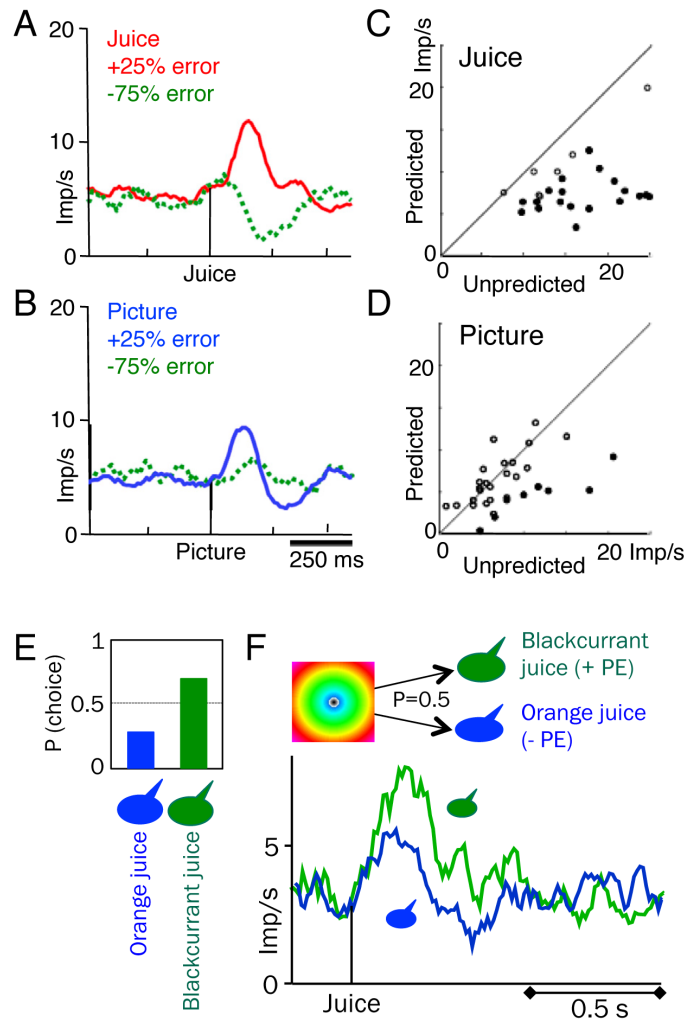 A
20
10
0
Imp/s
Juice
+25% error
-75% error
Juice
B
20
10
0
Imp/s
Picture
+25% error
-75% error
Picture
250 ms
C
Imp/s
20
Predicted
0
Juice
0
Unpredicted
20
D
20
Predicted
0
Picture
0
20 Imp/s
Unpredicted
E
1
0.5
0
P (choice)
Orange juice
Blackcurrant juice
F
P=0.5
Blackcurrant
juice (+ PE)
Orange juice
(- PE)
5
0
Imp/s
Juice
0.5 s